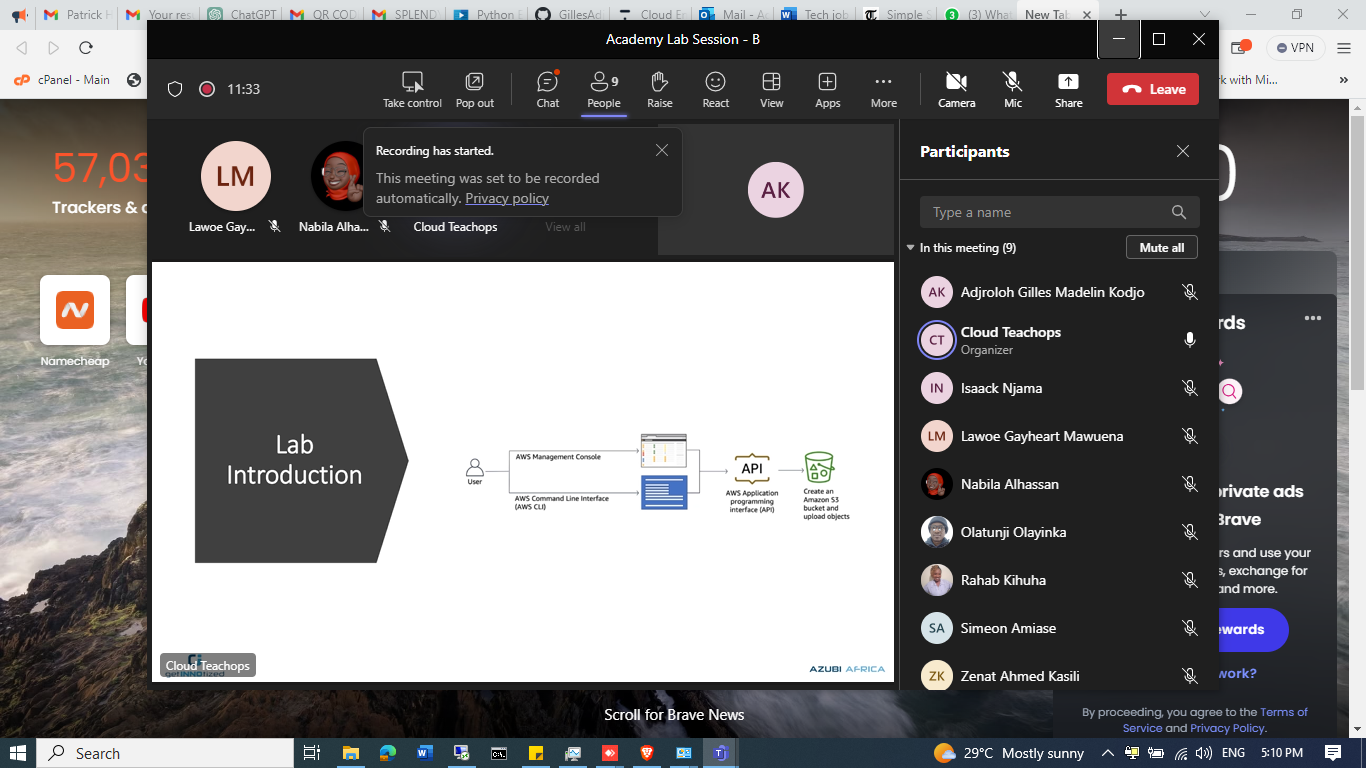 Patrick H
Your resu
ChatGPT
QR COD
SPLENDY
Python E
GillesAd
Cloud En
Mail - A
Tech job
Simple S
(3) What
New Tab
cPanel - Main
VPN
rk with Mi...
Academy Lab Session - B
11:33
Take control
Pop out
Chat
9
People
Raise
React
View
Apps
More
Camera
Mic
Share
Leave
57,03
Trackers &
Namecheap
Yo
LM
Lawoe Gay...
Nabila Alha...
Cloud Teachops
View all
Recording has started.
This meeting was set to be recorded
automatically. Privacy policy
AK
Lab
Introduction
User
AWS Management Console
AWS Command Line Interface
(AWS CLI)
API
AWS Application
programming
interface (API)
Create an
Amazon S3
bucket and
upload objects
Cloud Teachops
AZUBI AFRICA
Participants
Type a name
In this meeting (9)
Mute all
AK
Adjroloh Gilles Madelin Kodjo
CT
Cloud Teachops
Organizer
IN
Isaack Njama
LM
Lawoe Gayheart Mawuena
Nabila Alhassan
Olatunji Olayinka
Rahab Kihuha
SA
Simeon Amiase
ZK
Zenat Ahmed Kasili
rds
private ads
Brave
rs and use your
s, exchange for
and more.
ewards
work?
By proceeding, you agree to the Terms of
Service and Privacy Policy.
Scroll for Brave News
Search
29°C Mostly sunny
ENG
5:10 PM